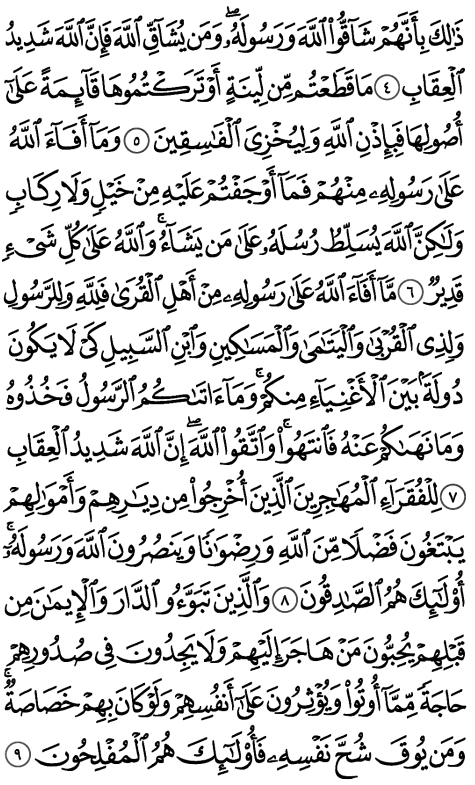 ذَٰلِكَ بِأَنَّهُمْ شَآقُّوا۟ ٱللَّهَ وَرَسُولَهُۥ ۖ وَمَن يُشَآقِّ ٱللَّهَ فَإِنَّ ٱللَّهَ شَدِيدُ
ٱلْعِقَابِ ٤ مَا قَطَعْتُم مِّن لِّينَةٍ أَوْ تَرَكْتُمُوهَا قَآئِمَةً عَلَىٰٓ
أُصُولِهَا فَبِإِذْنِ ٱللَّهِ وَلِيُخْزِىَ ٱلْفَـٰسِقِينَ ٥ وَمَآ أَفَآءَ ٱللَّهُ
عَلَىٰ رَسُولِهِۦ مِنْهُمْ فَمَآ أَوْجَفْتُمْ عَلَيْهِ مِنْ خَيْلٍ وَلَا رِكَابٍ
وَلَـٰكِنَّ ٱللَّهَ يُسَلِّطُ رُسُلَهُۥ عَلَىٰ مَن يَشَآءُ ۚ وَٱللَّهُ عَلَىٰ كُلِّ شَىْءٍ
قَدِيرٌ ٦ مَّآ أَفَآءَ ٱللَّهُ عَلَىٰ رَسُولِهِۦ مِنْ أَهْلِ ٱلْقُرَىٰ فَلِلَّهِ وَلِلرَّسُولِ
وَلِذِى ٱلْقُرْبَىٰ وَٱلْيَتَـٰمَىٰ وَٱلْمَسَـٰكِينِ وَٱبْنِ ٱلسَّبِيلِ كَىْ لَا يَكُونَ
دُولَةًۢ بَيْنَ ٱلْأَغْنِيَآءِ مِنكُمْ ۚ وَمَآ ءَاتَىٰكُمُ ٱلرَّسُولُ فَخُذُوهُ
وَمَا نَهَىٰكُمْ عَنْهُ فَٱنتَهُوا۟ ۚ وَٱتَّقُوا۟ ٱللَّهَ ۖ إِنَّ ٱللَّهَ شَدِيدُ ٱلْعِقَابِ
٧ لِلْفُقَرَآءِ ٱلْمُهَـٰجِرِينَ ٱلَّذِينَ أُخْرِجُوا۟ مِن دِيَـٰرِهِمْ وَأَمْوَٰلِهِمْ
يَبْتَغُونَ فَضْلًا مِّنَ ٱللَّهِ وَرِضْوَٰنًا وَيَنصُرُونَ ٱللَّهَ وَرَسُولَهُۥٓ ۚ
أُو۟لَـٰٓئِكَ هُمُ ٱلصَّـٰدِقُونَ ٨ وَٱلَّذِينَ تَبَوَّءُو ٱلدَّارَ وَٱلْإِيمَـٰنَ مِن
قَبْلِهِمْ يُحِبُّونَ مَنْ هَاجَرَ إِلَيْهِمْ وَلَا يَجِدُونَ فِى صُدُورِهِمْ
حَاجَةً مِّمَّآ أُوتُوا۟ وَيُؤْثِرُونَ عَلَىٰٓ أَنفُسِهِمْ وَلَوْ كَانَ بِهِمْ خَصَاصَةٌ ۚ
وَمَن يُوقَ شُحَّ نَفْسِهِۦ فَأُو۟لَـٰٓئِكَ هُمُ ٱلْمُفْلِحُونَ ٩